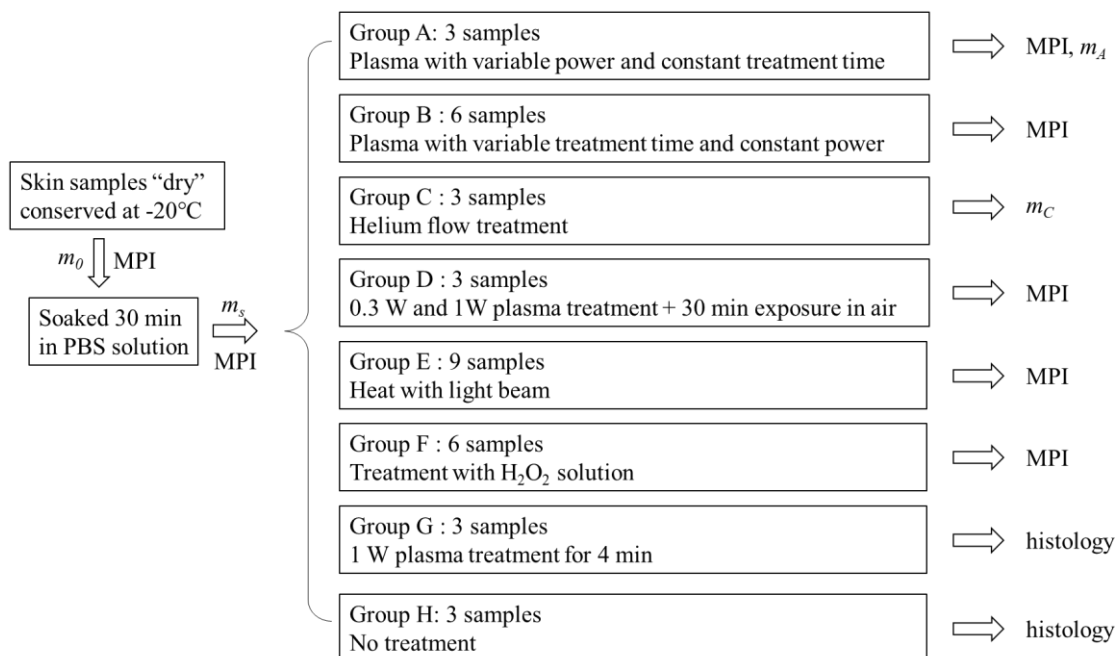 Skin samples “dry”
conserved at -20°C
m0 MPI
Soaked 30 min
in PBS solution
ms
MPI
Group A: 3 samples
Plasma with variable power and constant treatment time
MPI, mA
Group B : 6 samples
Plasma with variable treatment time and constant power
MPI
Group C : 3 samples
Helium flow treatment
mC
Group D : 3 samples
0.3 W and 1W plasma treatment + 30 min exposure in air
MPI
Group E : 9 samples
Heat with light beam
MPI
Group F : 6 samples
Treatment with H₂O₂ solution
MPI
Group G : 3 samples
1 W plasma treatment for 4 min
histology
Group H: 3 samples
No treatment
histology